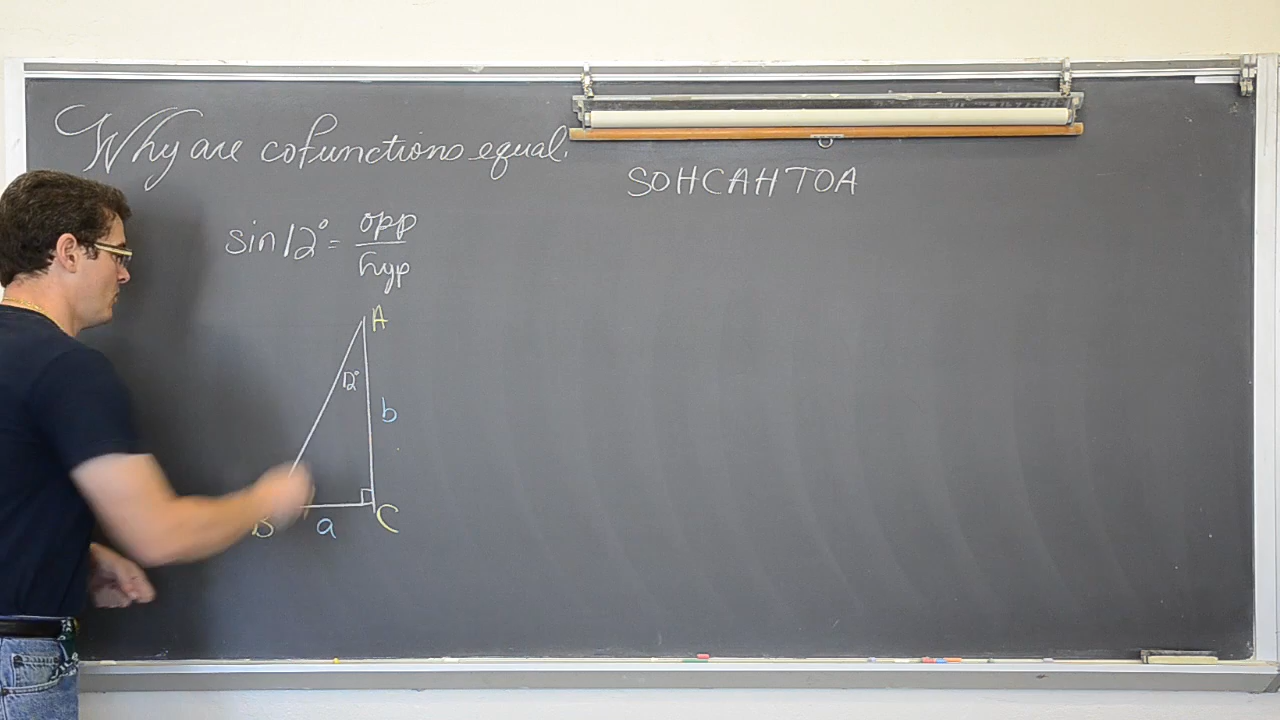 Why are cofunctions equal.
SOHCAHTOA
sin 12° = opp
hyp
A
12°
b
B
a
C